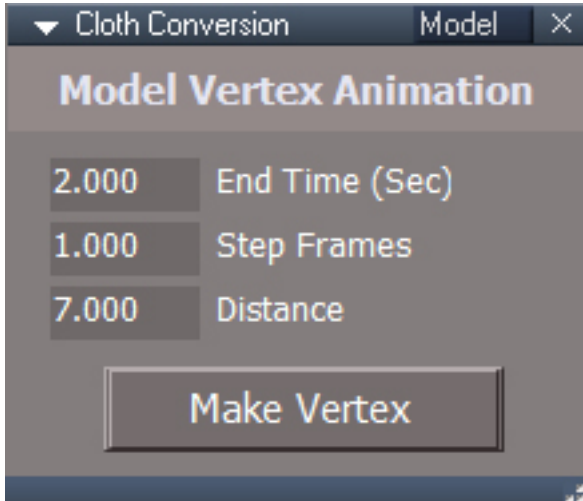 Cloth Conversion Model ×
Model Vertex Animation
2.000 End Time (Sec)
1.000 Step Frames
7.000 Distance
Make Vertex